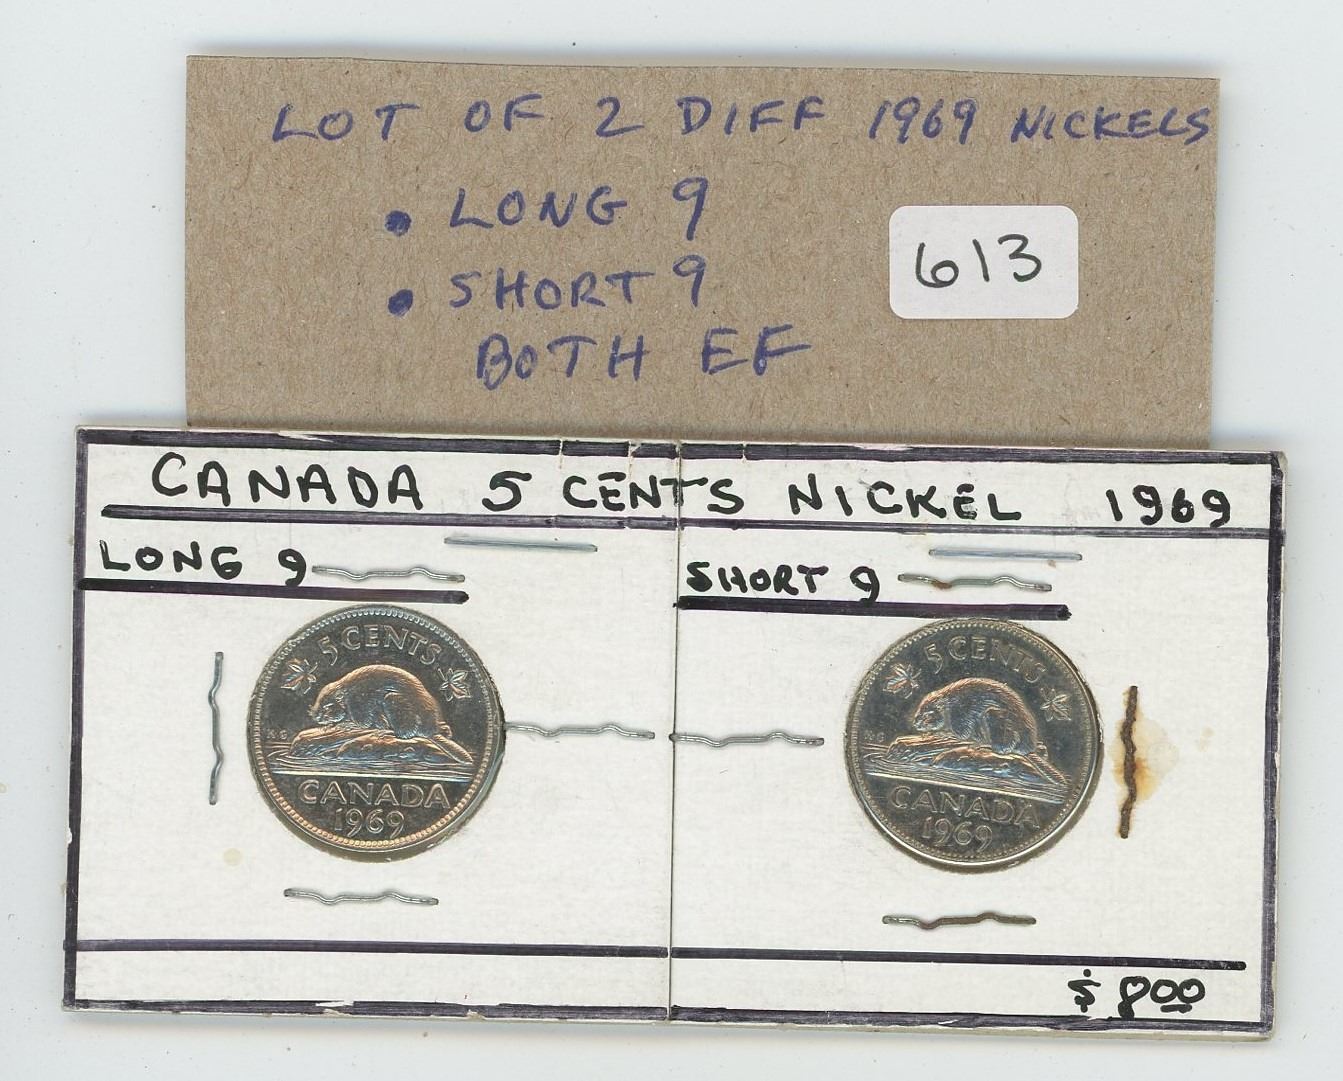 LOT OF 2 DIFF 1969 NICKELS
• LONG 9
• SHORT 9
613
BOTH EF
CANADA 5 CENTS NICKEL 1969
LONG 9
SHORT 9
5 CENTS
K G
CANADA
1969
5 CENTS
K G
CANADA
1969
$ 8.00